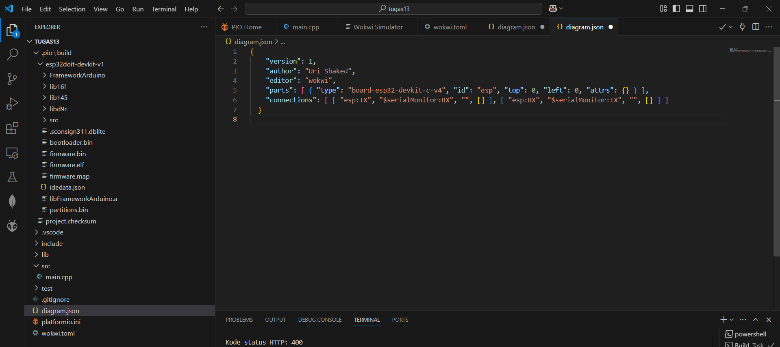 File Edit Selection View Go Run Terminal Help
tugas13
EXPLORER
TUGAS13
.pio\build
esp32doit-devkit-v1
FrameworkArduino
lib161
lib145
libd9c
src
.sconsign311.dblite
bootloader.bin
firmware.bin
firmware.elf
firmware.map
idedata.json
libFrameworkArduino.a
partitions.bin
project.checksum
.vscode
include
lib
src
main.cpp
test
.gitignore
diagram.json
platformio.ini
wokwi.toml
PIO Home
main.cpp
Wokwi Simulator
wokwi.toml
diagram.json
diagram.json
diagram.json > ...
1 {
2 "version": 1,
3 "author": "Uri Shaked",
4 "editor": "wokwi",
5 "parts": [ { "type": "board-esp32-devkit-c-v4", "id": "esp", "top": 0, "left": 0, "attrs": {} } ],
6 "connections": [ [ "esp:TX", "$serialMonitor:RX", "", [] ], [ "esp:RX", "$serialMonitor:TX", "", [] ] ]
7 }
8
PROBLEMS OUTPUT DEBUG CONSOLE TERMINAL PORTS
Kode status HTTP: 400
powershell
Build Task